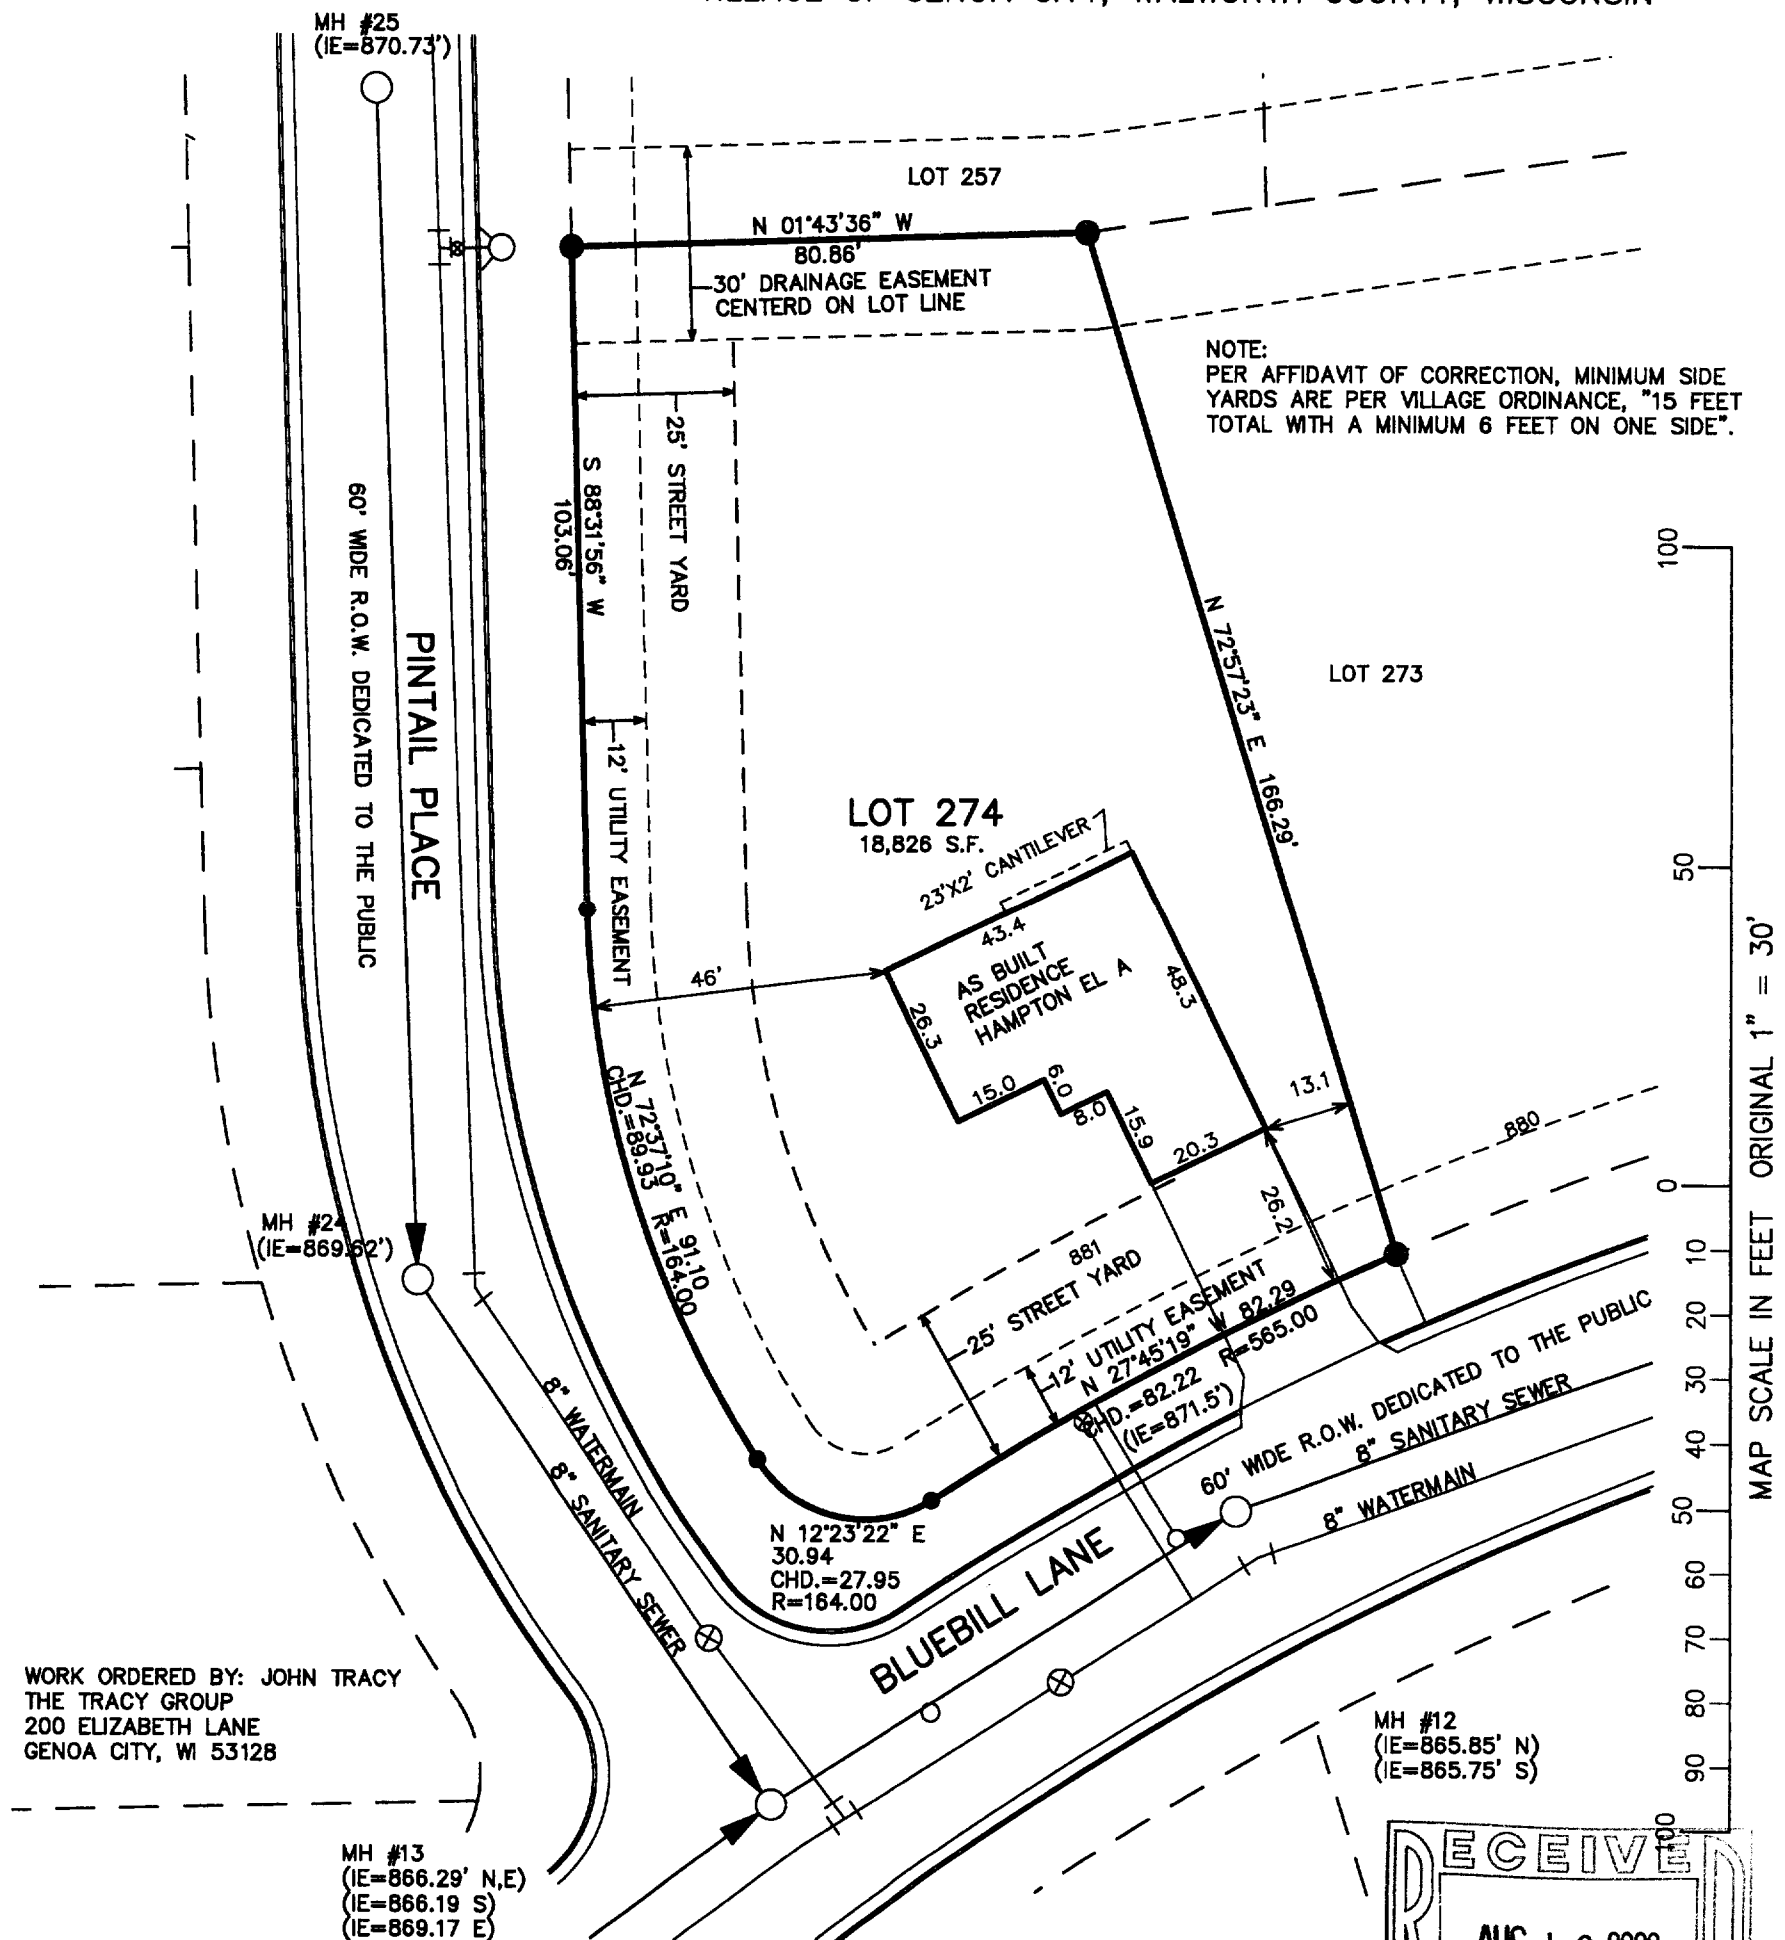 VILLAGE OF GENOA CITY, WALWORTH COUNTY, WISCONSIN
MH #25
(IE=870.73')
LOT 257
N 01°43'36" W
80.86'
30' DRAINAGE EASEMENT
CENTERD ON LOT LINE
NOTE:
PER AFFIDAVIT OF CORRECTION, MINIMUM SIDE
YARDS ARE PER VILLAGE ORDINANCE, "15 FEET
TOTAL WITH A MINIMUM 6 FEET ON ONE SIDE".
25' STREET YARD
S 88°31'56" W
103.06'
60' WIDE R.O.W. DEDICATED TO THE PUBLIC
PINTAIL PLACE
12' UTILITY EASEMENT
N 72°57'23" E 166.29'
LOT 273
LOT 274
18,826 S.F.
23'X2' CANTILEVER
43.4
AS BUILT
RESIDENCE
HAMPTON EL A
48.3
46'
26.3
15.0
6.0
8.0
15.9
20.3
13.1
26.2
880
881
N 72°37'10" E 91.10
CHD.=89.93 R=164.00
MH #24
(IE=869.62')
25' STREET YARD
12' UTILITY EASEMENT
N 27°45'19" W 82.29
CHD.=82.22 R=565.00
(IE=871.5')
60' WIDE R.O.W. DEDICATED TO THE PUBLIC
8" SANITARY SEWER
8" WATERMAIN
8" WATERMAIN
8" SANITARY SEWER
N 12°23'22" E
30.94
CHD.=27.95
R=164.00
BLUEBILL LANE
WORK ORDERED BY: JOHN TRACY
THE TRACY GROUP
200 ELIZABETH LANE
GENOA CITY, WI 53128
MH #12
(IE=865.85' N)
(IE=865.75' S)
MH #13
(IE=866.29' N,E)
(IE=866.19 S)
(IE=869.17 E)
100
50
0
10
20
30
40
50
60
70
80
90
100
MAP SCALE IN FEET ORIGINAL 1" = 30'
RECEIVED
AUG